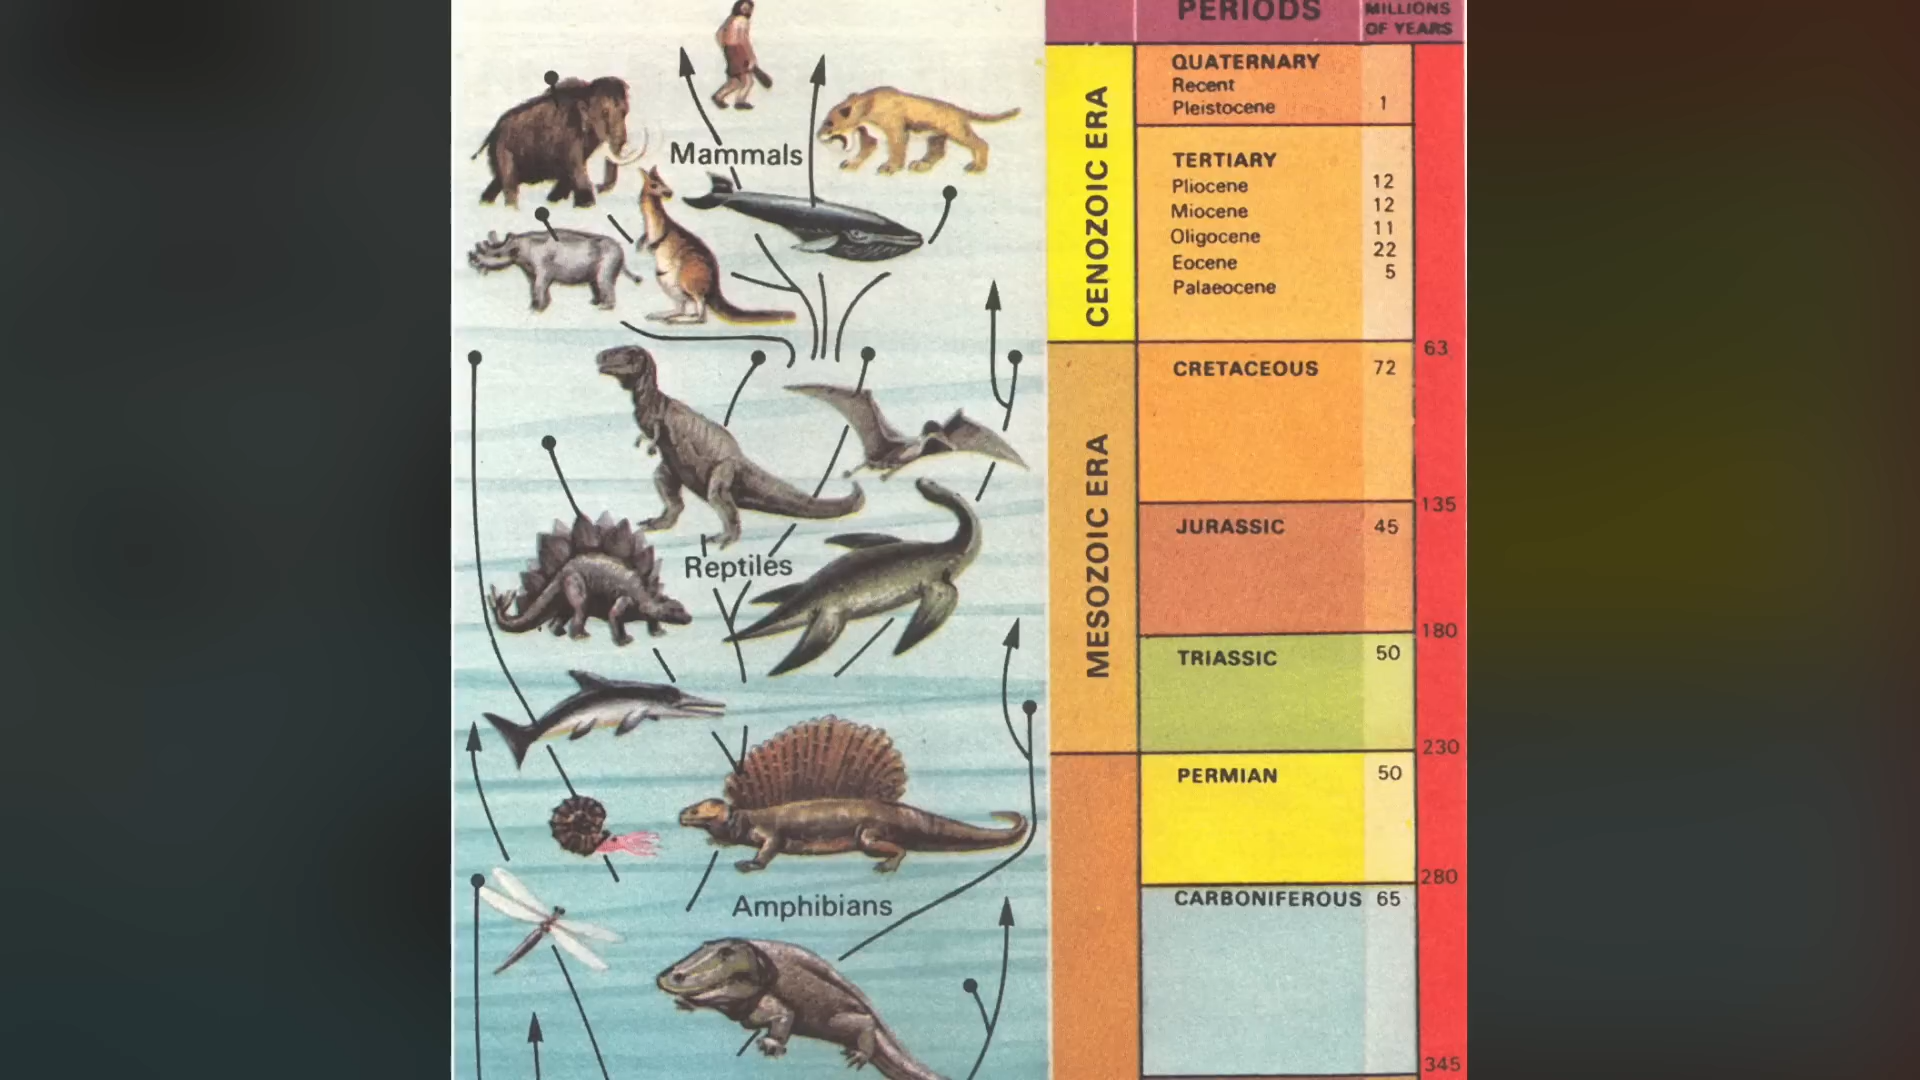 PERIODS
MILLIONS
OF YEARS
CENOZOIC ERA
QUATERNARY
Recent
Pleistocene 1
TERTIARY
Pliocene 12
Miocene 12
Oligocene 11
Eocene 22
Palaeocene 5
63
MESOZOIC ERA
CRETACEOUS 72
135
JURASSIC 45
180
TRIASSIC 50
230
PERMIAN 50
280
CARBONIFEROUS 65
345
Mammals
Reptiles
Amphibians